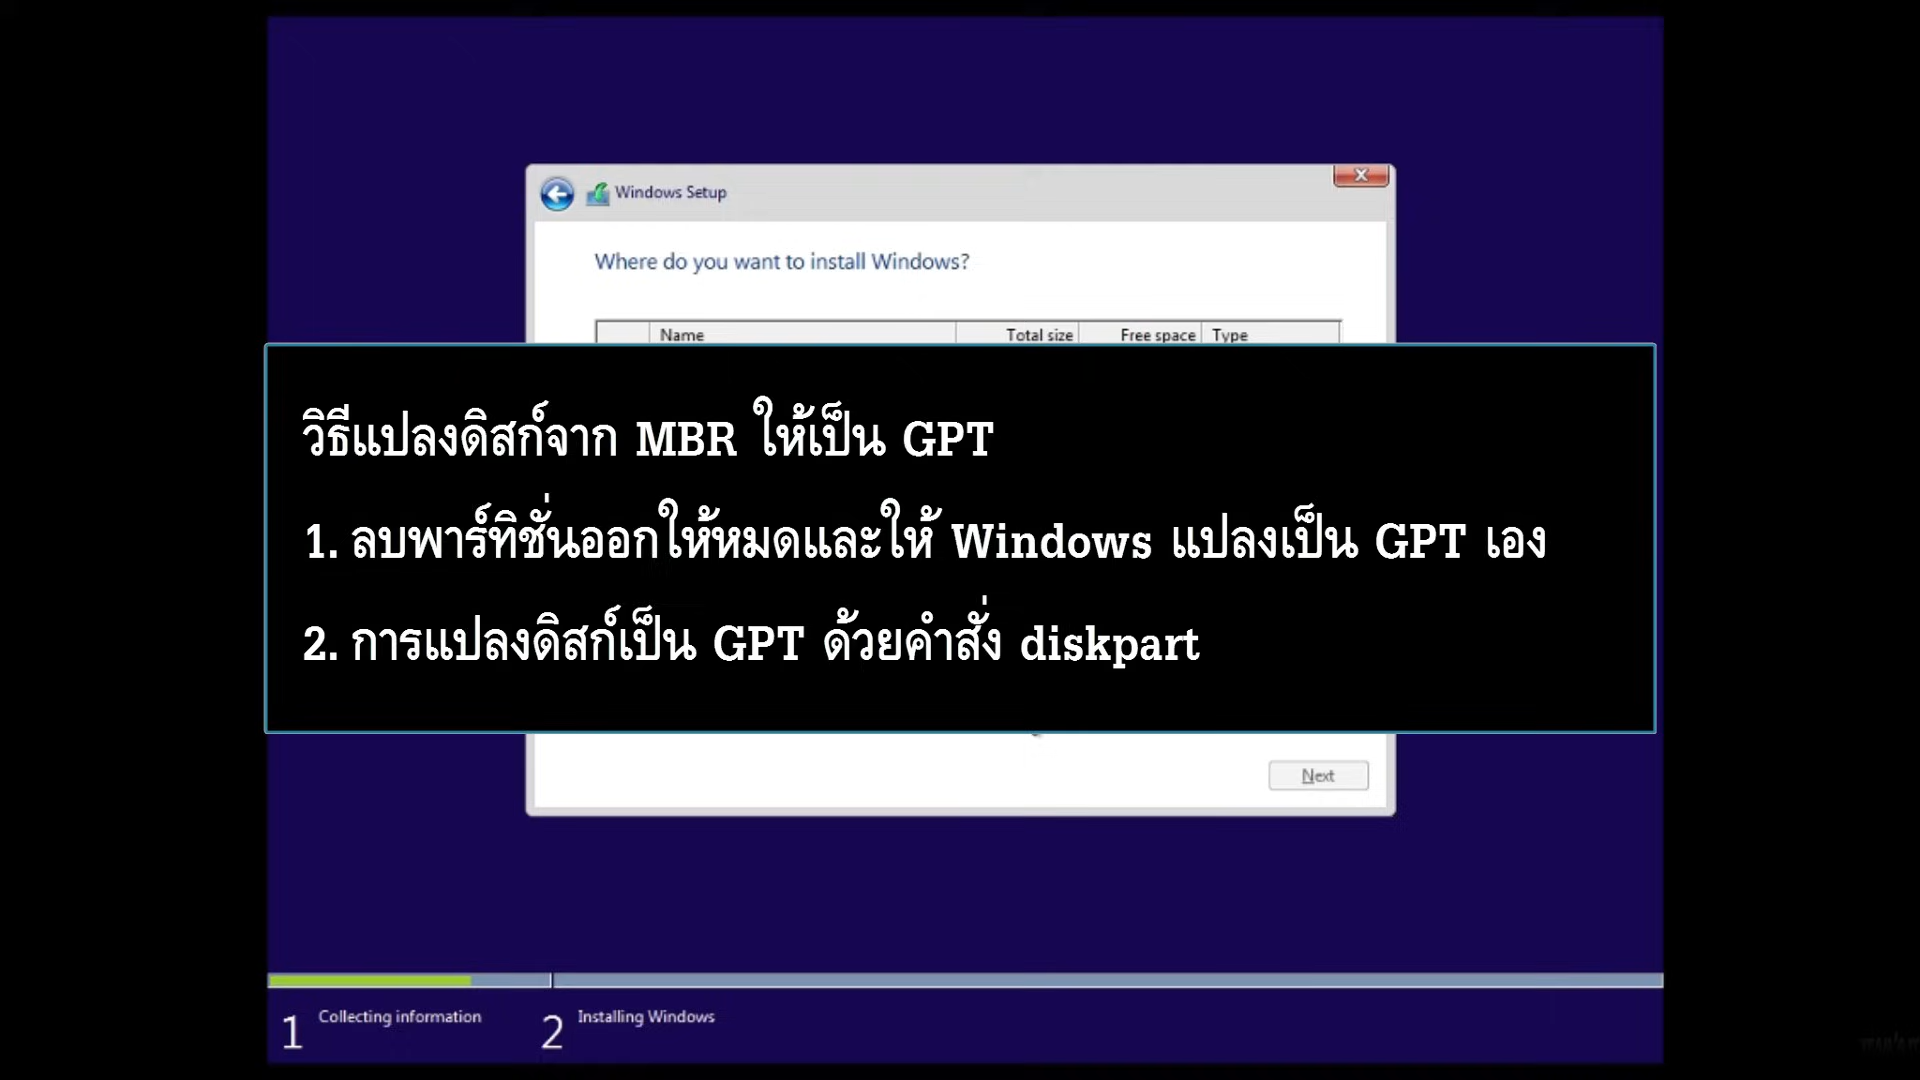 Windows Setup
Where do you want to install Windows?
Name Total size Free space Type
วิธีแปลงดิสก์จาก MBR ให้เป็น GPT
1. ลบพาร์ทิชั่นออกให้หมดและให้ Windows แปลงเป็น GPT เอง
2. การแปลงดิสก์เป็น GPT ด้วยคำสั่ง diskpart
Next
1 Collecting information 2 Installing Windows